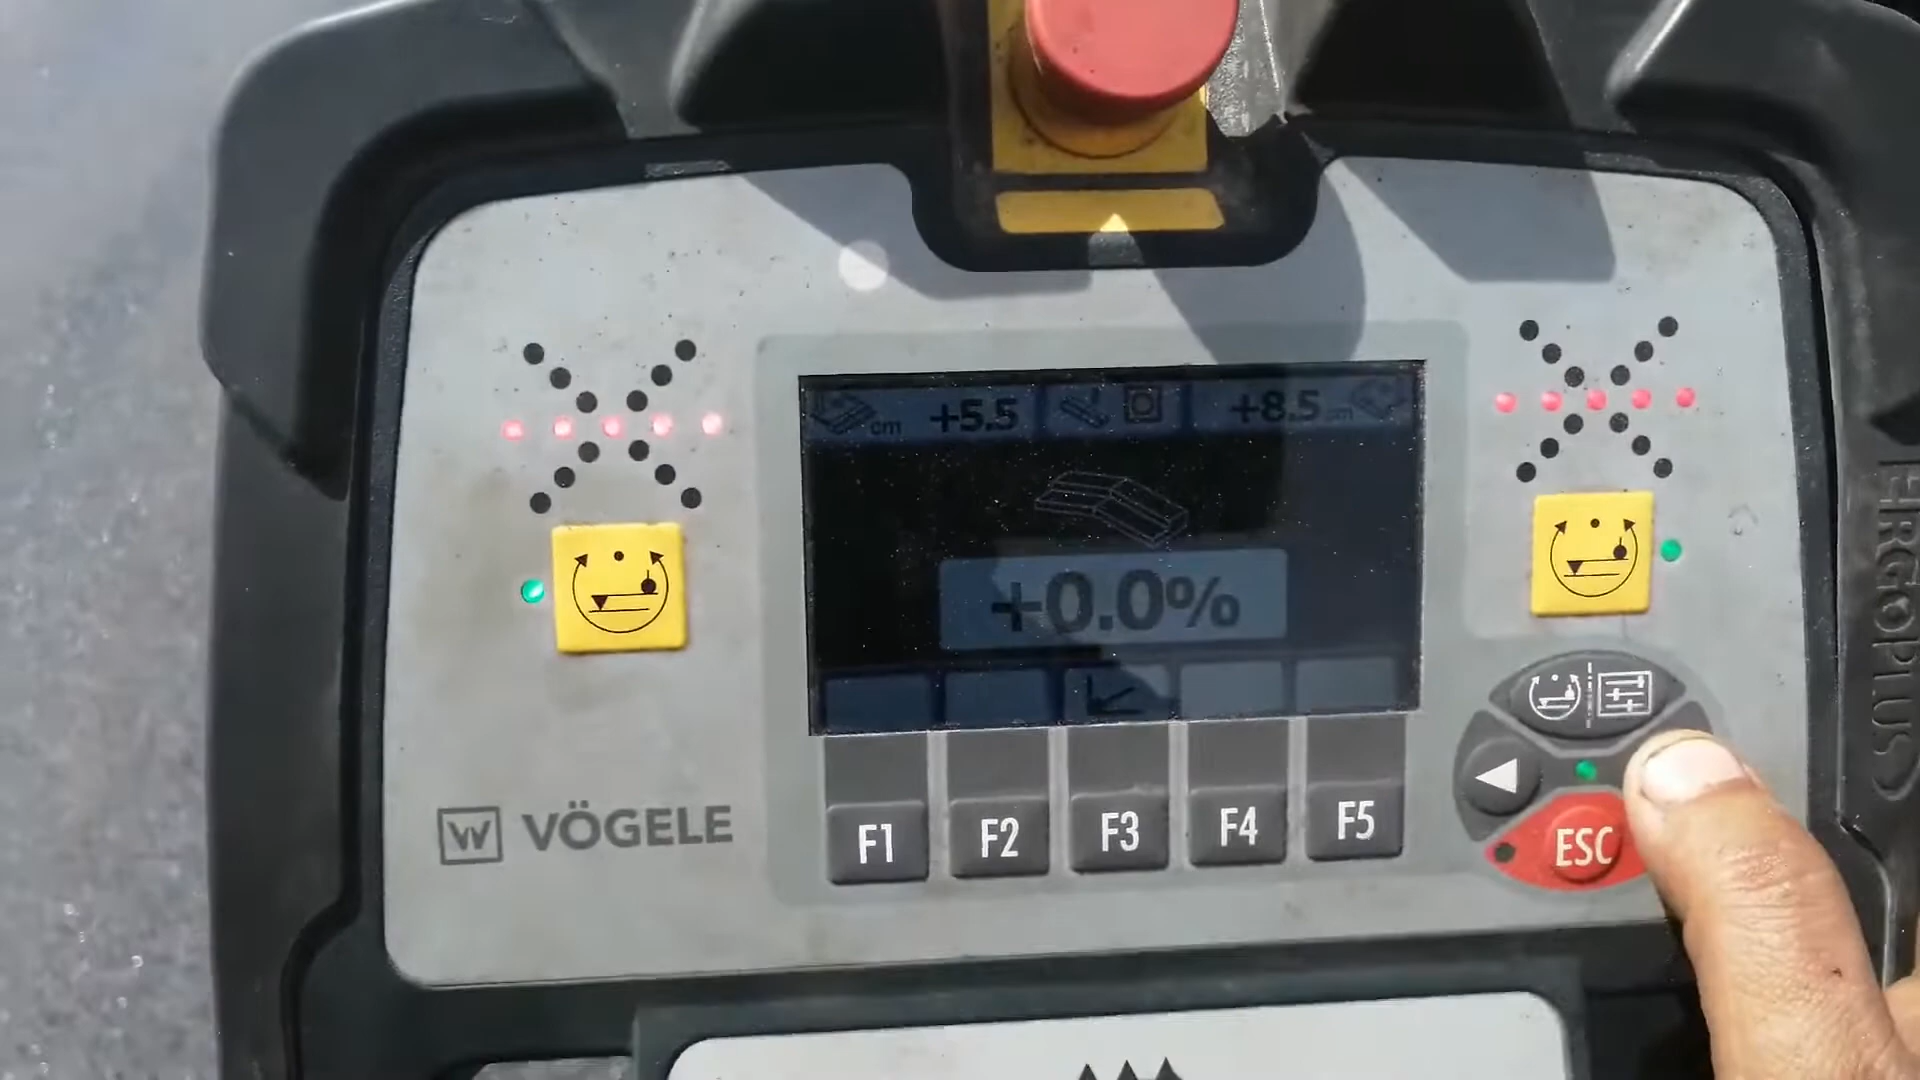 cm +5.5
+8.5 cm
+0.0%
VÖGELE
F1 F2 F3 F4 F5
ESC
ERGOPLUS